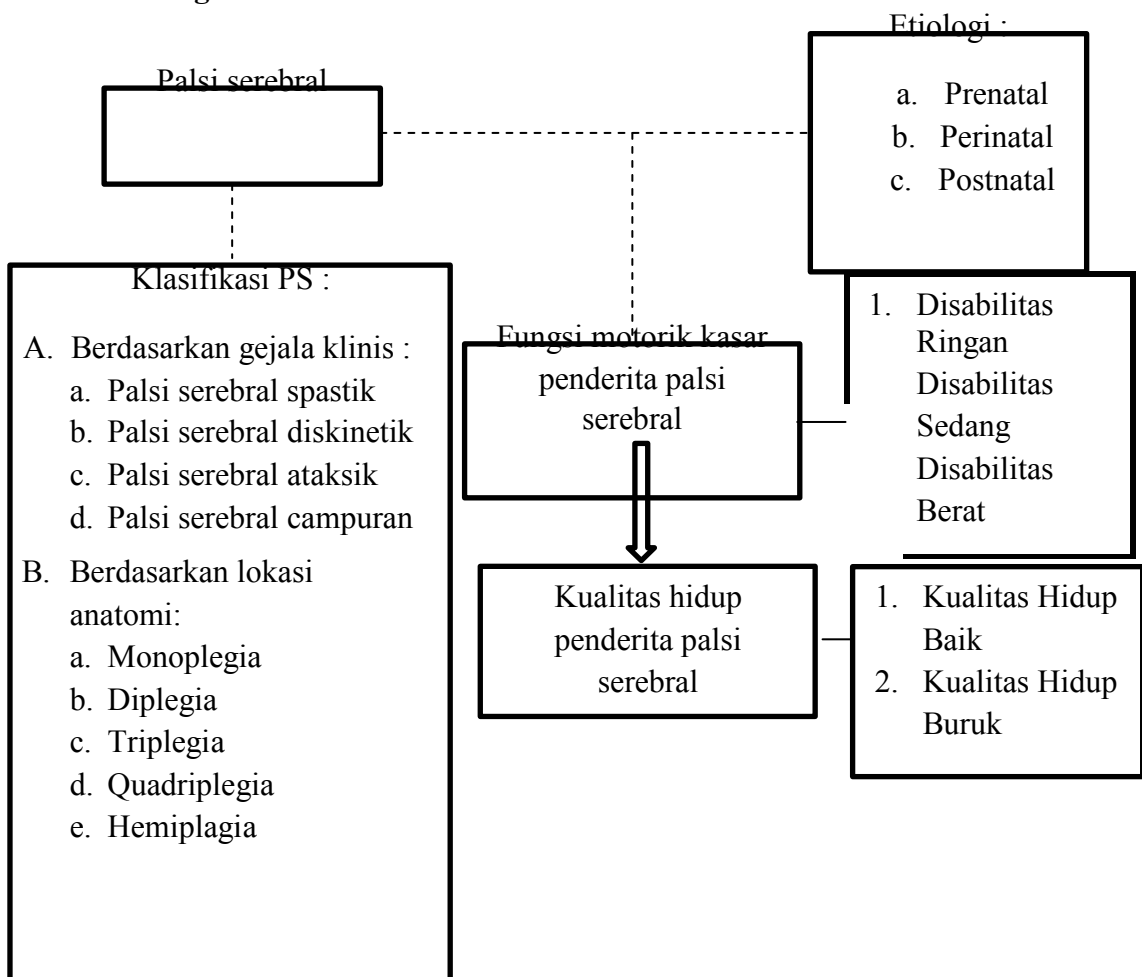 Etiologi :
a. Prenatal
b. Perinatal
c. Postnatal
Palsi serebral
Klasifikasi PS :
A. Berdasarkan gejala klinis :
a. Palsi serebral spastik
b. Palsi serebral diskinetik
c. Palsi serebral ataksik
d. Palsi serebral campuran
B. Berdasarkan lokasi
anatomi:
a. Monoplegia
b. Diplegia
c. Triplegia
d. Quadriplegia
e. Hemiplagia
Fungsi motorik kasar
penderita palsi
serebral
1. Disabilitas
Ringan
Disabilitas
Sedang
Disabilitas
Berat
Kualitas hidup
penderita palsi
serebral
1. Kualitas Hidup
Baik
2. Kualitas Hidup
Buruk